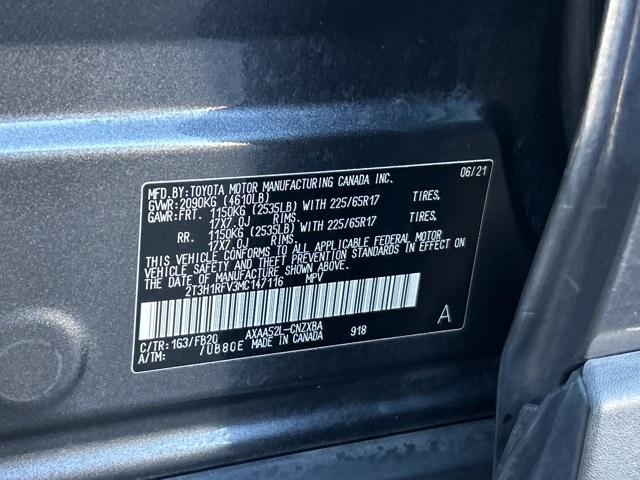 MFD.BY:TOYOTA MOTOR MANUFACTURING CANADA INC. 06/21
GVWR:2090KG (4610LB)
GAWR:FRT. 1150KG (2535LB) WITH 225/65R17 TIRES,
17X7.0J RIMS.
RR. 1150KG (2535LB) WITH 225/65R17 TIRES,
17X7.0J RIMS.
THIS VEHICLE CONFORMS TO ALL APPLICABLE FEDERAL MOTOR
VEHICLE SAFETY AND THEFT PREVENTION STANDARDS IN EFFECT
ON THE DATE OF MANUFACTURE SHOWN ABOVE.
2T3H1RFV3MC147116 MPV
C/TR:1G3/FB20 AXAA52L-CNZXBA 918 A
A/TM: /UB80E MADE IN CANADA